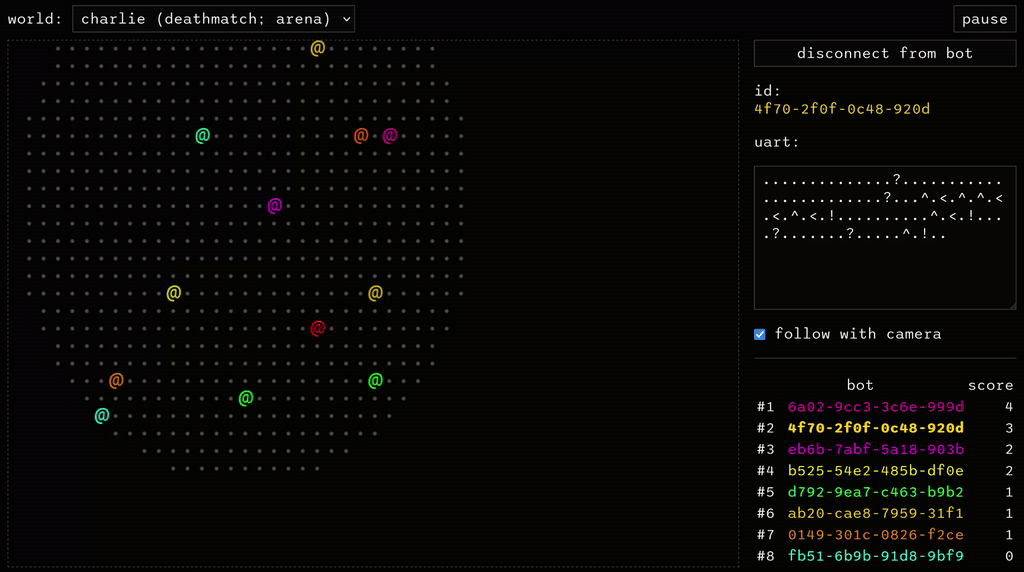 world: charlie (deathmatch; arena)
pause
@
@ @ @
@
@ @
@
@ @
@
@
disconnect from bot
id:
4f70-2f0f-0c48-920d
uart:
..............?...........
.............?...^.<.^.^.<
.<.^.<.!..........^.<.!...
.?.......?.....^.!..
follow with camera
bot score
#1 6a02-9cc3-3c6e-999d 4
#2 4f70-2f0f-0c48-920d 3
#3 eb6b-7abf-5a18-903b 2
#4 b525-54e2-485b-df0e 2
#5 d792-9ea7-c463-b9b2 1
#6 ab20-cae8-7959-31f1 1
#7 0149-301c-0826-f2ce 1
#8 fb51-6b9b-91d8-9bf9 0